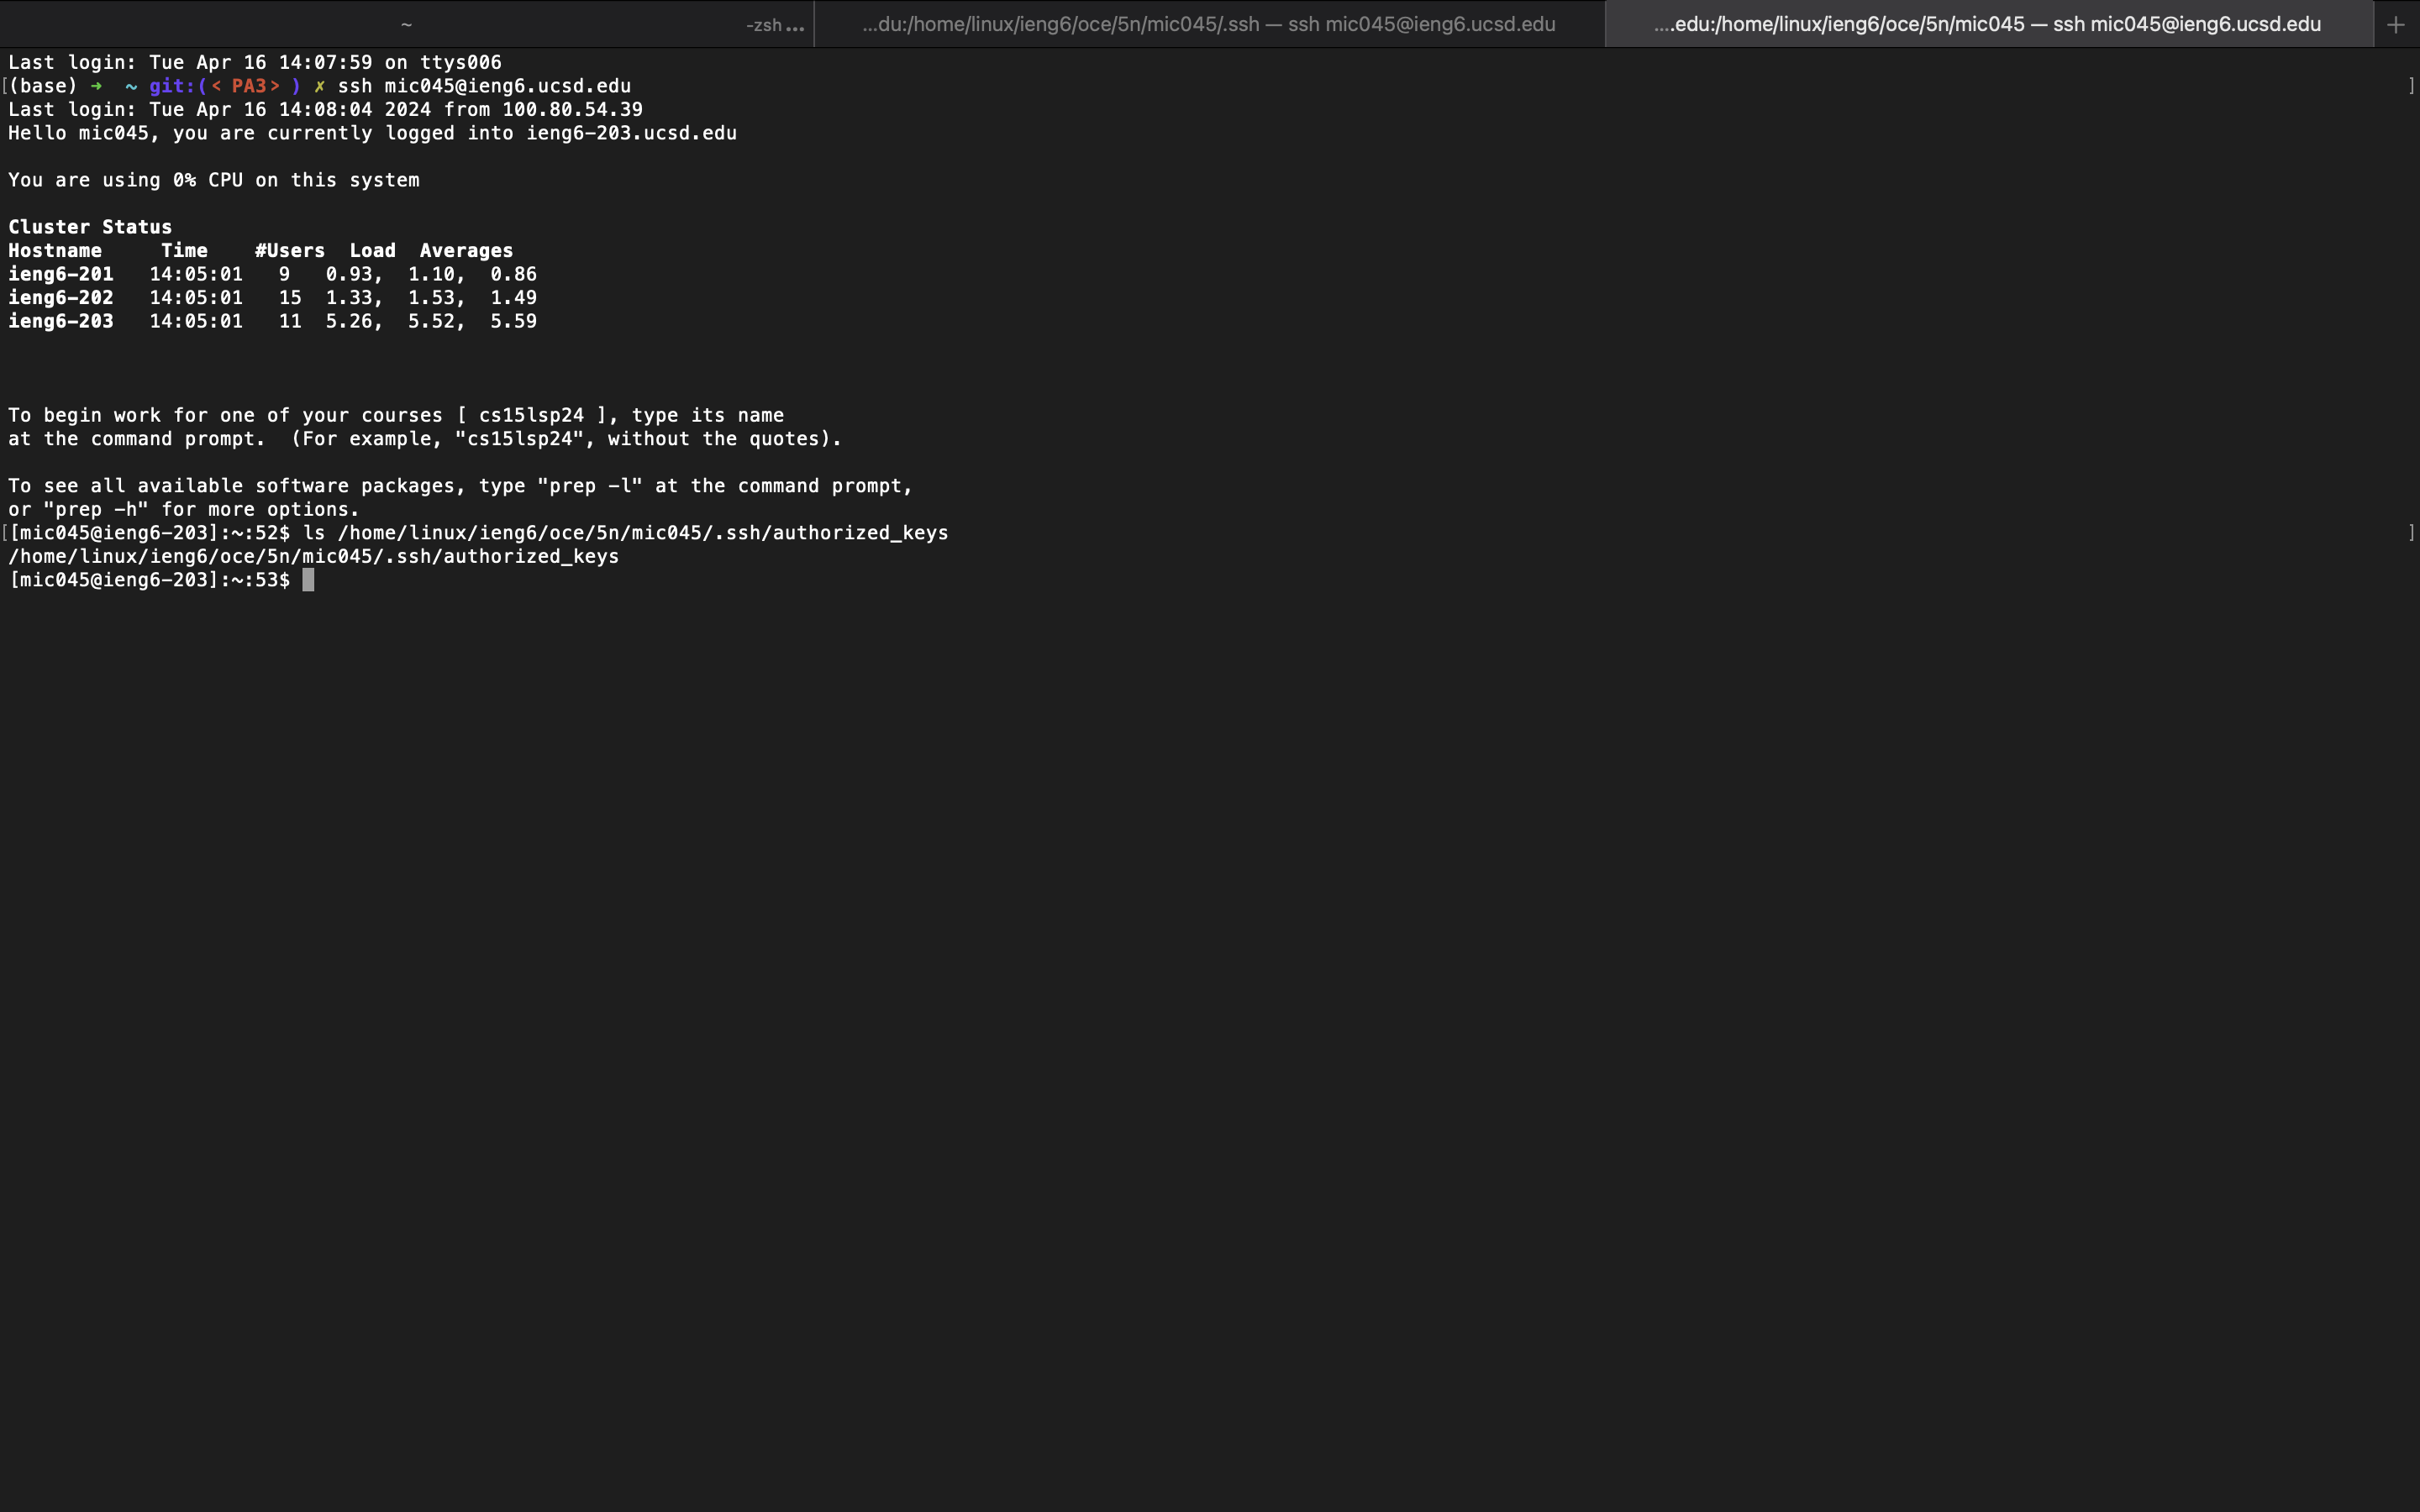 ~ -zsh ... ...du:/home/linux/ieng6/oce/5n/mic045/.ssh — ssh mic045@ieng6.ucsd.edu ....edu:/home/linux/ieng6/oce/5n/mic045 — ssh mic045@ieng6.ucsd.edu +
Last login: Tue Apr 16 14:07:59 on ttys006
[(base) ➜ ~ git:(< PA3> ) ✗ ssh mic045@ieng6.ucsd.edu ]
Last login: Tue Apr 16 14:08:04 2024 from 100.80.54.39
Hello mic045, you are currently logged into ieng6-203.ucsd.edu
You are using 0% CPU on this system
Cluster Status
Hostname Time #Users Load Averages
ieng6-201 14:05:01 9 0.93, 1.10, 0.86
ieng6-202 14:05:01 15 1.33, 1.53, 1.49
ieng6-203 14:05:01 11 5.26, 5.52, 5.59
To begin work for one of your courses [ cs15lsp24 ], type its name
at the command prompt. (For example, "cs15lsp24", without the quotes).
To see all available software packages, type "prep -l" at the command prompt,
or "prep -h" for more options.
[[mic045@ieng6-203]:~:52$ ls /home/linux/ieng6/oce/5n/mic045/.ssh/authorized_keys ]
/home/linux/ieng6/oce/5n/mic045/.ssh/authorized_keys
[mic045@ieng6-203]:~:53$